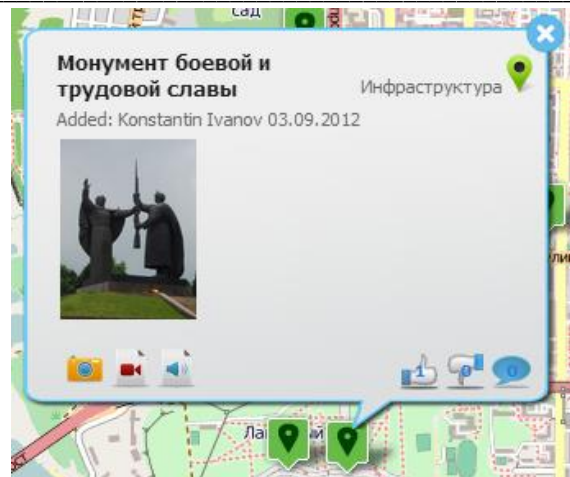 сад
Монумент боевой и
трудовой славы
Инфраструктура
Added: Konstantin Ivanov 03.09.2012
1
0
0